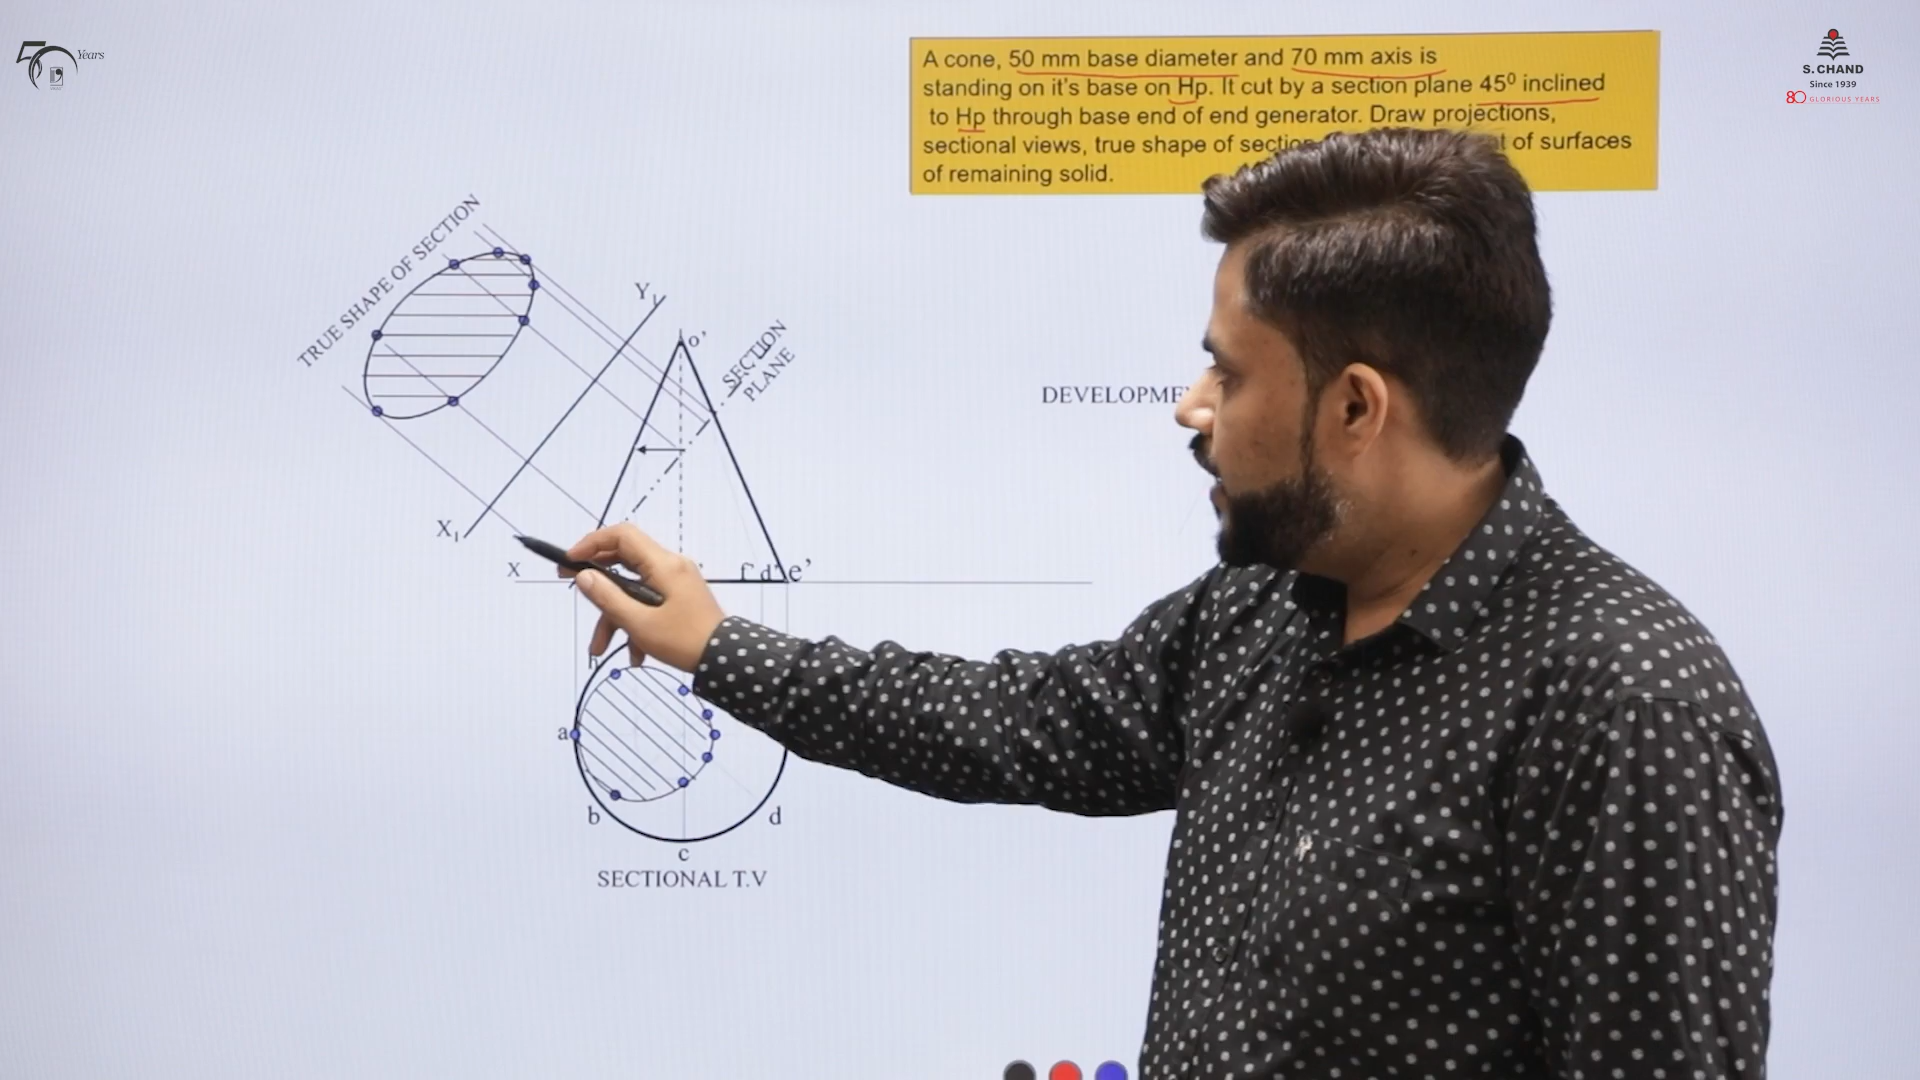 50 Years
A cone, 50 mm base diameter and 70 mm axis is
standing on it's base on Hp. It cut by a section plane 45⁰ inclined
to Hp through base end of end generator. Draw projections,
sectional views, true shape of section of surfaces
of remaining solid.
S. CHAND
Since 1939
80 GLORIOUS YEARS
TRUE SHAPE OF SECTION
Y₁
o'
SECTION
PLANE
X₁
DEVELOPME
X
f' d' e'
h
a
b
d
c
SECTIONAL T.V